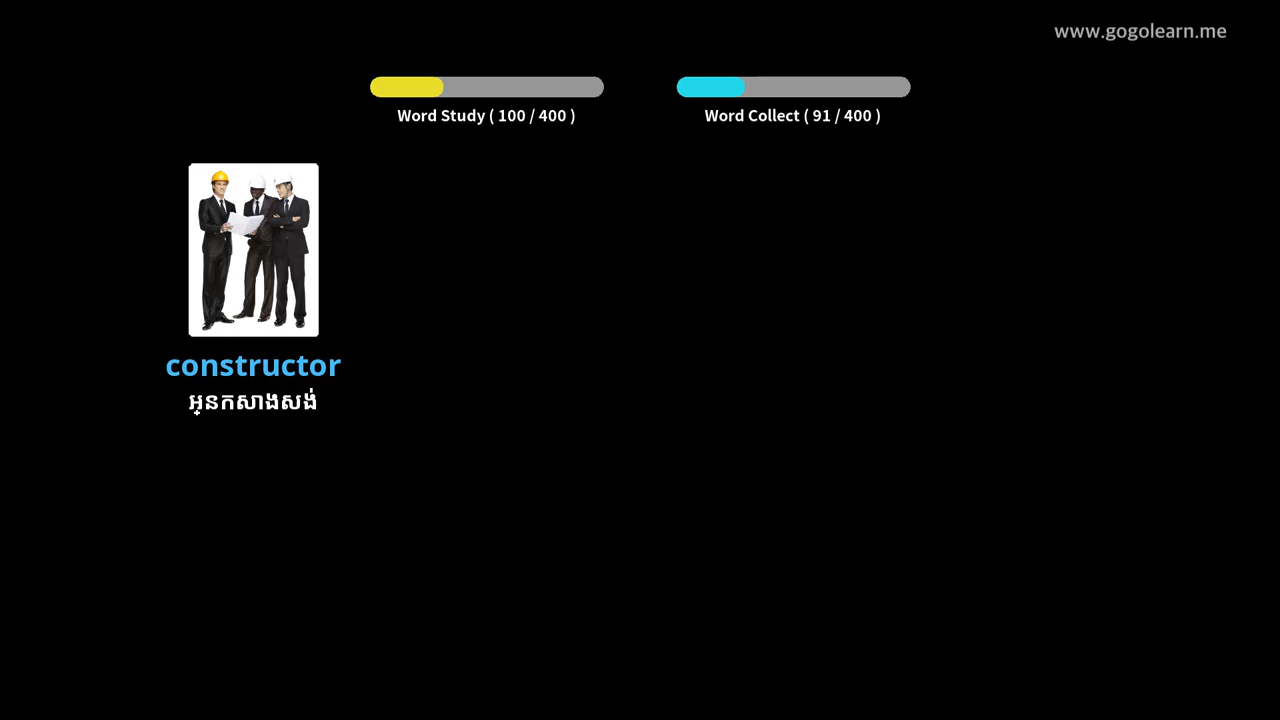 www.gogolearn.me
Word Study ( 100 / 400 )
Word Collect ( 91 / 400 )
constructor
អ្នកសាងសង់